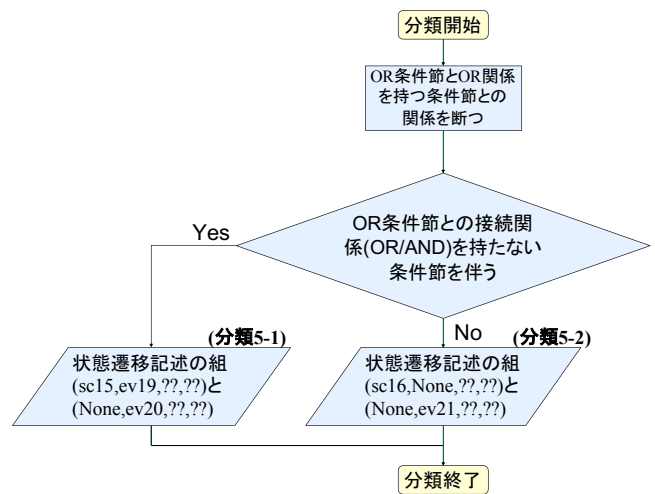 分類開始
OR条件節とOR関係
を持つ条件節との
関係を断つ
OR条件節との接続関
係(OR/AND)を持たない
条件節を伴う
Yes
No
(分類5-1)
状態遷移記述の組
(sc15,ev19,??,??)と
(None,ev20,??,??)
(分類5-2)
状態遷移記述の組
(sc16,None,??,??)と
(None,ev21,??,??)
分類終了